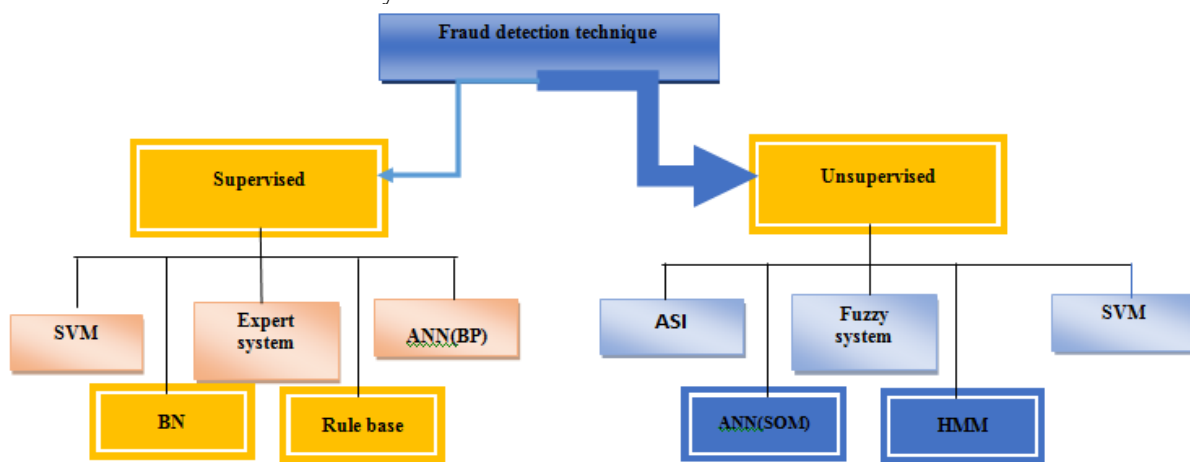 Fraud detection technique
Supervised
Unsupervised
SVM
Expert
system
ANN(BP)
ASI
Fuzzy
system
SVM
BN
Rule base
ANN(SOM)
HMM